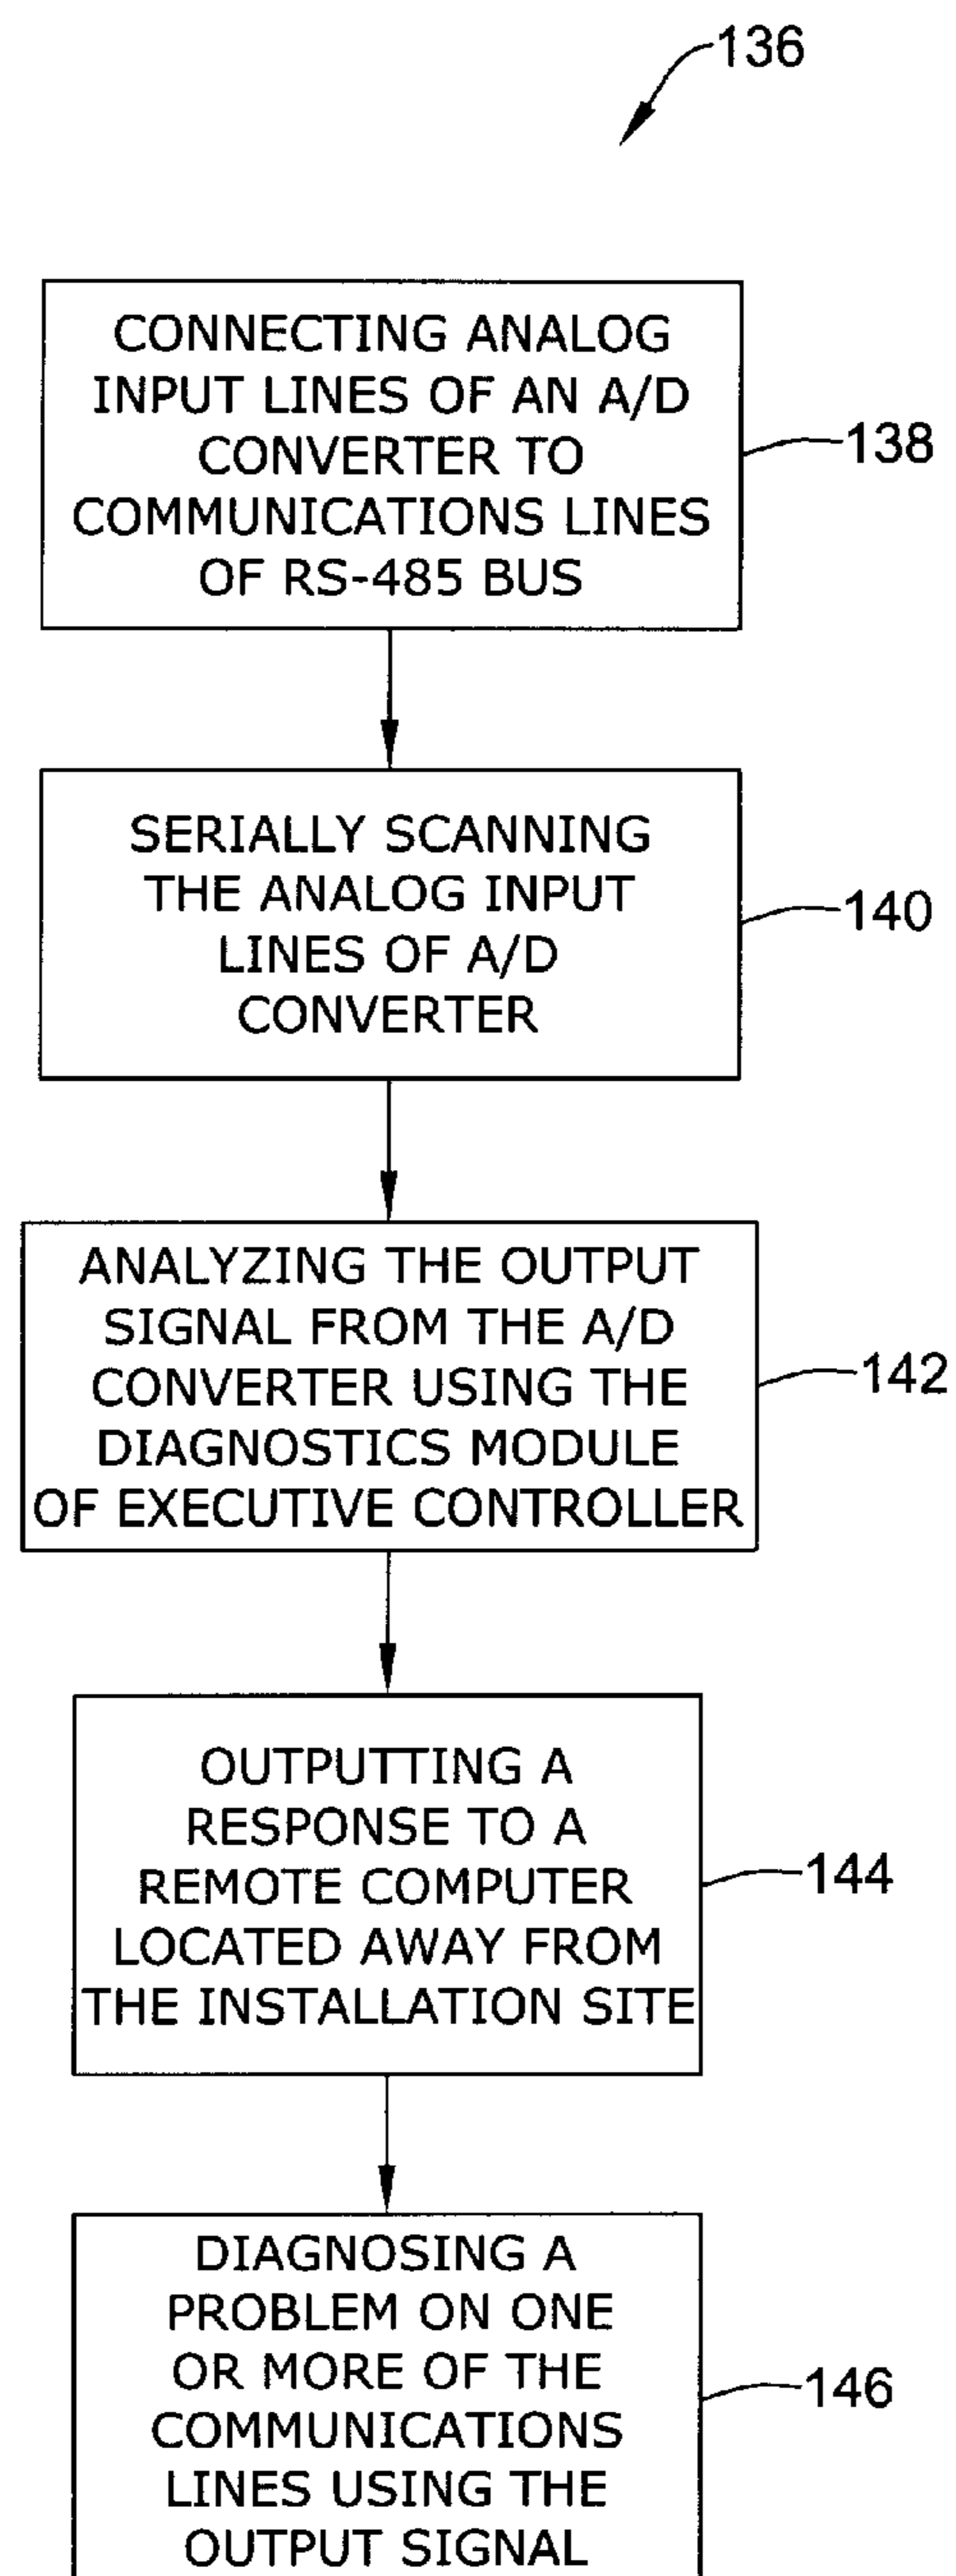 136
CONNECTING ANALOG
INPUT LINES OF AN A/D
CONVERTER TO
COMMUNICATIONS LINES
OF RS-485 BUS
138
SERIALLY SCANNING
THE ANALOG INPUT
LINES OF A/D
CONVERTER
140
ANALYZING THE OUTPUT
SIGNAL FROM THE A/D
CONVERTER USING THE
DIAGNOSTICS MODULE
OF EXECUTIVE CONTROLLER
142
OUTPUTTING A
RESPONSE TO A
REMOTE COMPUTER
LOCATED AWAY FROM
THE INSTALLATION SITE
144
DIAGNOSING A
PROBLEM ON ONE
OR MORE OF THE
COMMUNICATIONS
LINES USING THE
OUTPUT SIGNAL
146